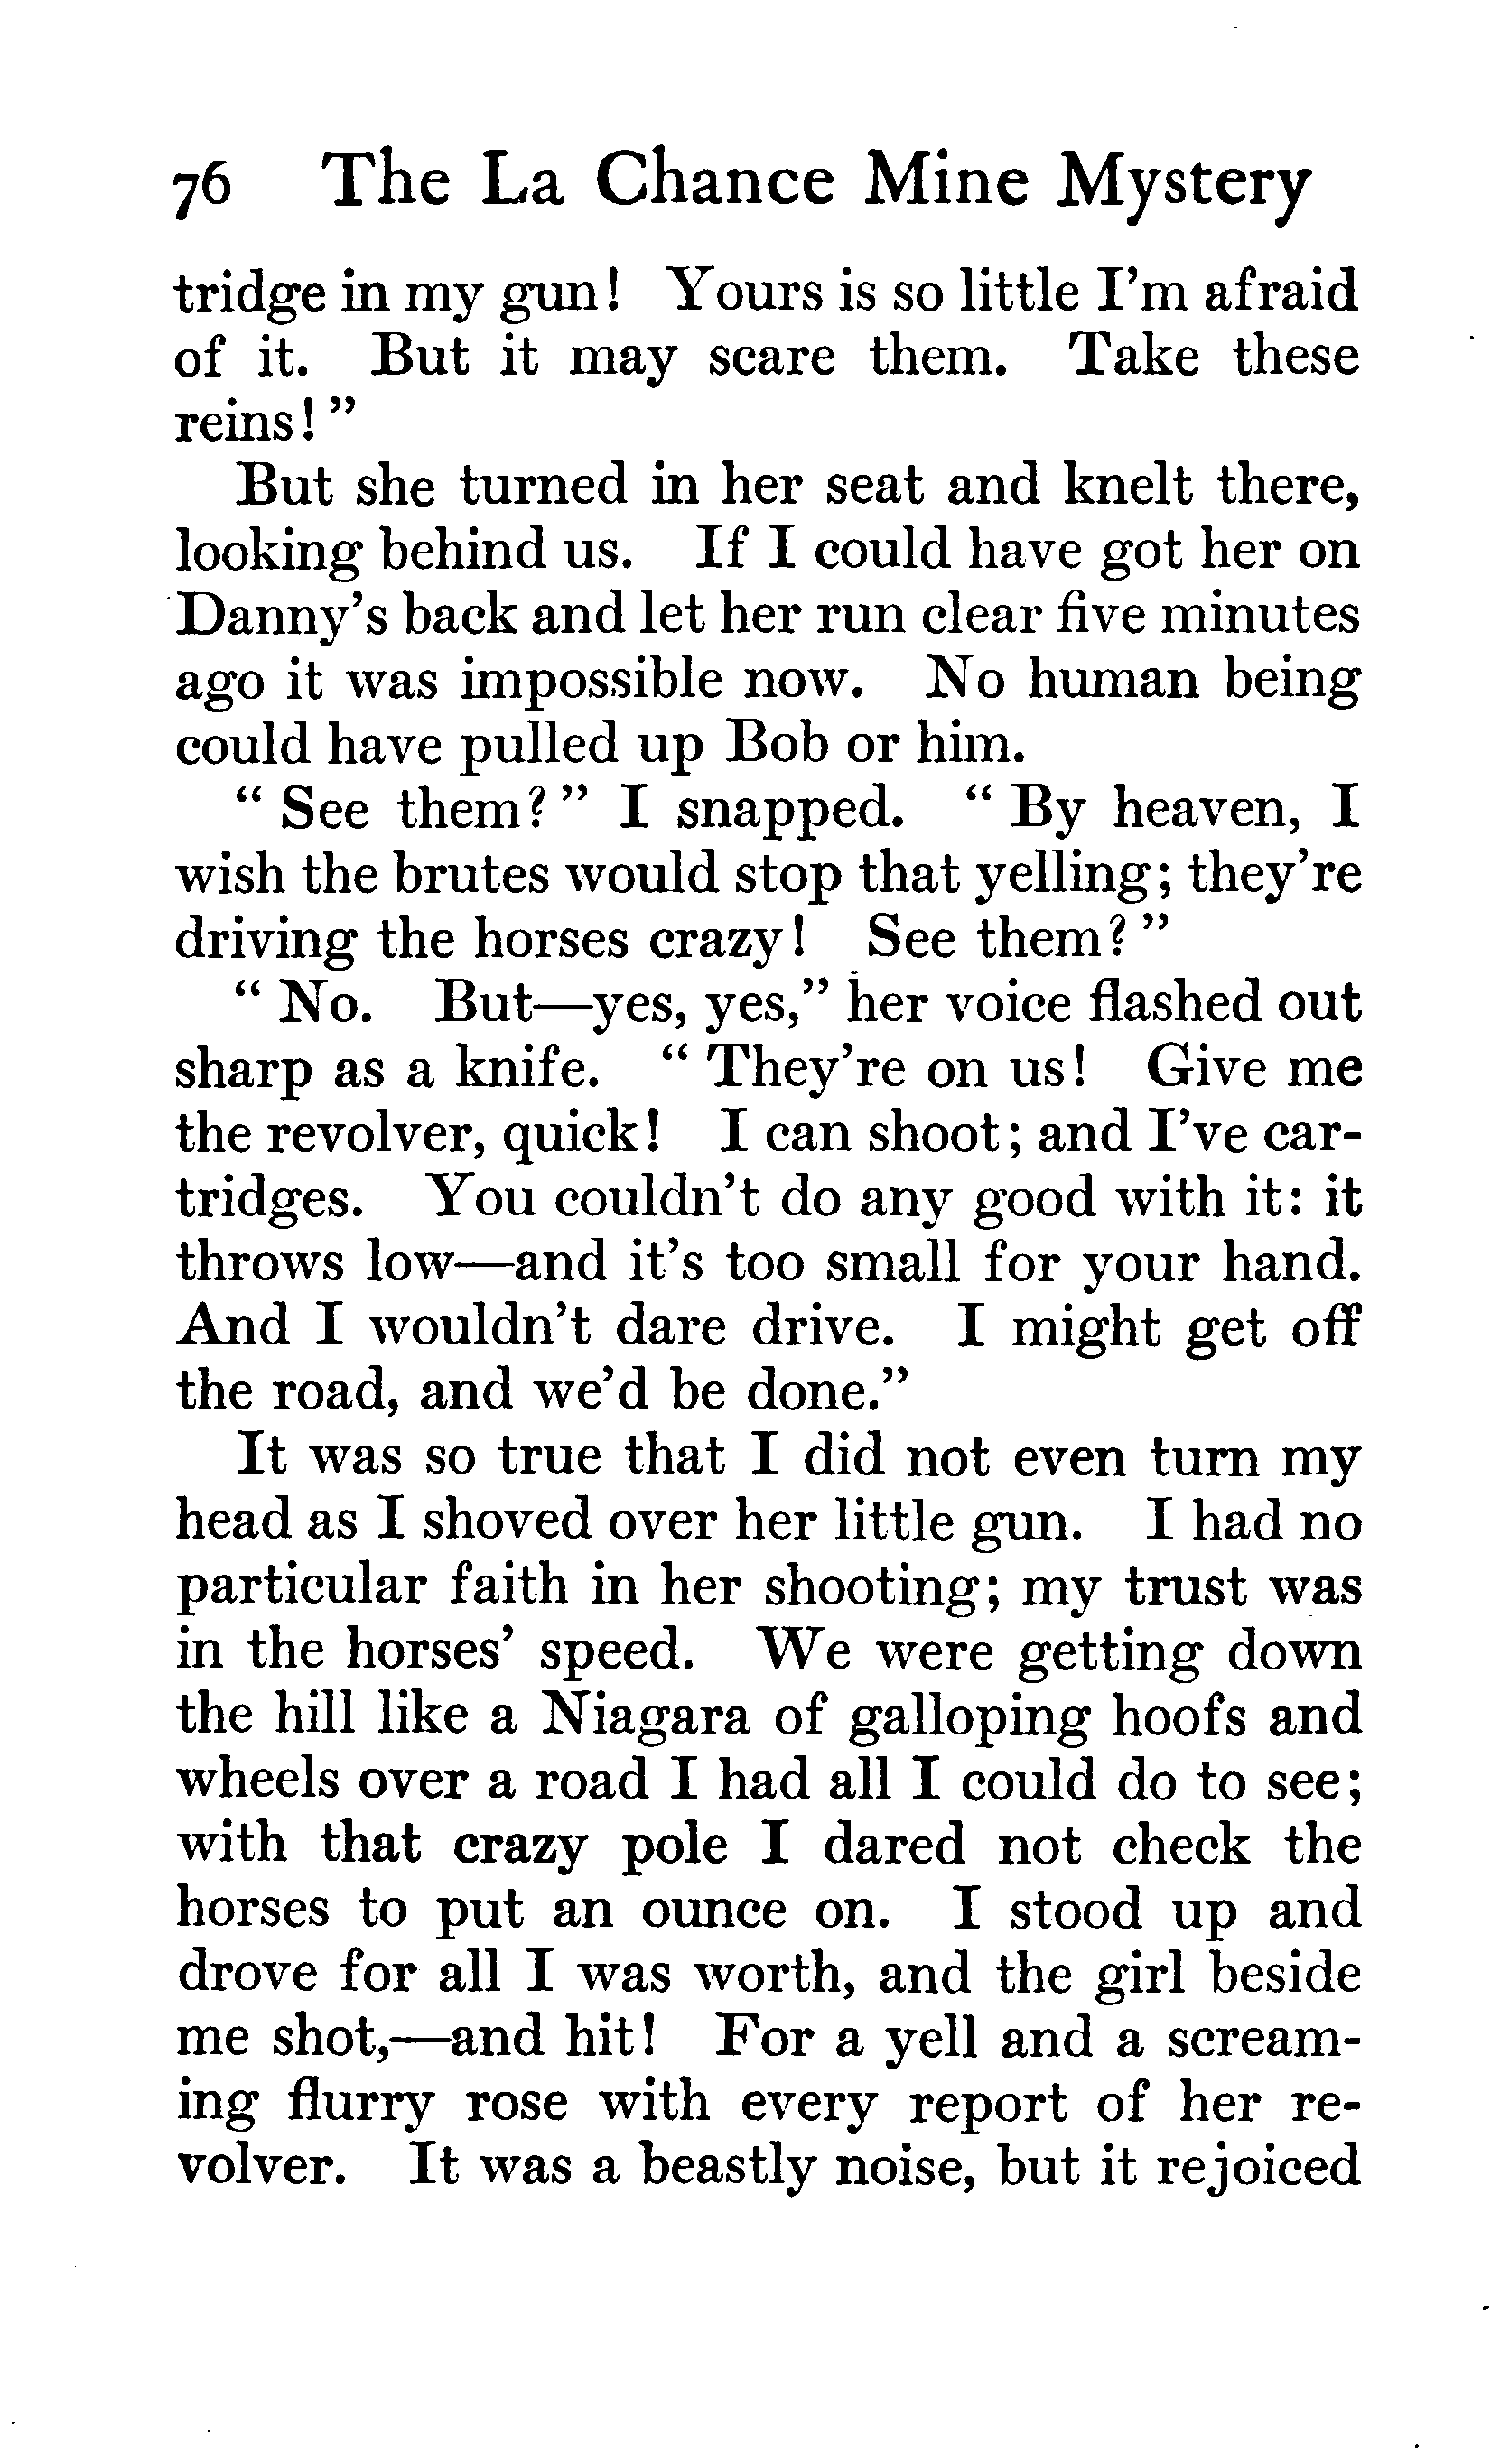 76 The La Chance Mine Mystery
tridge in my gun! Yours is so little I'm afraid
of it. But it may scare them. Take these
reins!"
But she turned in her seat and knelt there,
looking behind us. If I could have got her on
Danny's back and let her run clear five minutes
ago it was impossible now. No human being
could have pulled up Bob or him.
"See them?" I snapped. "By heaven, I
wish the brutes would stop that yelling; they're
driving the horses crazy! See them?"
"No. But—yes, yes," her voice flashed out
sharp as a knife. "They're on us! Give me
the revolver, quick! I can shoot; and I've car-
tridges. You couldn't do any good with it: it
throws low—and it's too small for your hand.
And I wouldn't dare drive. I might get off
the road, and we'd be done."
It was so true that I did not even turn my
head as I shoved over her little gun. I had no
particular faith in her shooting; my trust was
in the horses' speed. We were getting down
the hill like a Niagara of galloping hoofs and
wheels over a road I had all I could do to see;
with that crazy pole I dared not check the
horses to put an ounce on. I stood up and
drove for all I was worth, and the girl beside
me shot,—and hit! For a yell and a scream-
ing flurry rose with every report of her re-
volver. It was a beastly noise, but it rejoiced